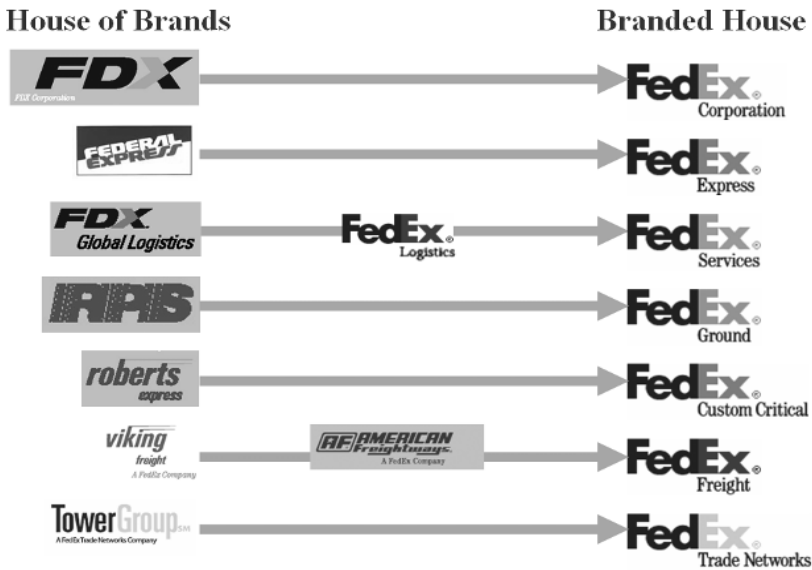 House of Brands
Branded House
FDX
FDX Corporation
FedEx®
Corporation
FEDERAL
EXPRESS
FedEx®
Express
FDX
Global Logistics
FedEx®
Logistics
FedEx®
Services
RPS
FedEx®
Ground
roberts
express
FedEx®
Custom Critical
viking
freight
A FedEx Company
AF AMERICAN
Freightways
A FedEx Company
FedEx®
Freight
TowerGroup SM
A FedEx Trade Networks Company
FedEx®
Trade Networks